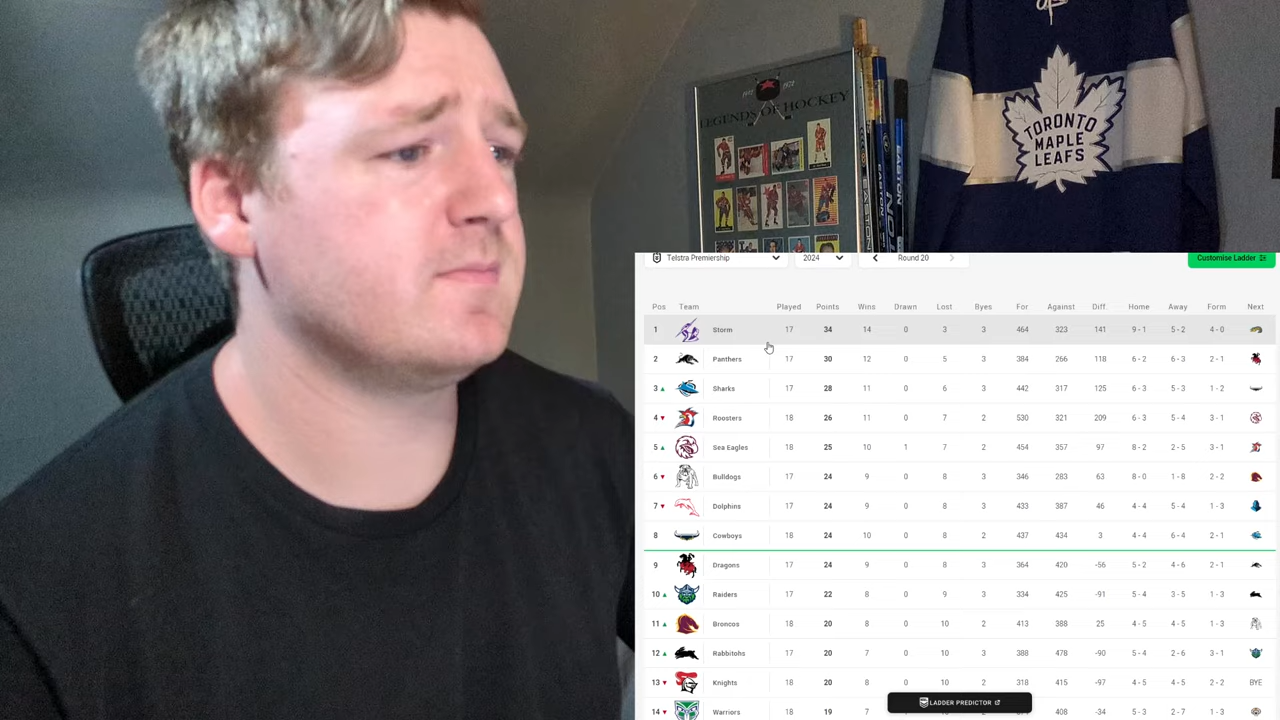 LEGENDS OF HOCKEY
EASTON
EASTON
TORONTO
MAPLE
LEAFS
Telstra Premiership 2024 Round 20 Customise Ladder
Pos Team Played Points Wins Drawn Lost Byes For Against Diff. Home Away Form Next
1 Storm 17 34 14 0 3 3 464 323 141 9 - 1 5 - 2 4 - 0
2 Panthers 17 30 12 0 5 3 384 266 118 6 - 2 6 - 3 2 - 1
3 Sharks 17 28 11 0 6 3 442 317 125 6 - 3 5 - 3 1 - 2
4 Roosters 18 26 11 0 7 2 530 321 209 6 - 3 5 - 4 3 - 1
5 Sea Eagles 18 25 10 1 7 2 454 357 97 8 - 2 2 - 5 3 - 1
6 Bulldogs 17 24 9 0 8 3 346 283 63 8 - 0 1 - 8 2 - 2
7 Dolphins 17 24 9 0 8 3 433 387 46 4 - 4 5 - 4 1 - 3
8 Cowboys 18 24 10 0 8 2 437 434 3 4 - 4 6 - 4 2 - 1
9 Dragons 17 24 9 0 8 3 364 420 -56 5 - 2 4 - 6 2 - 1
10 Raiders 17 22 8 0 9 3 334 425 -91 5 - 4 3 - 5 1 - 3
11 Broncos 18 20 8 0 10 2 413 388 25 4 - 5 4 - 5 1 - 3
12 Rabbitohs 17 20 7 0 10 3 388 478 -90 5 - 4 2 - 6 3 - 1
13 Knights 18 20 8 0 10 2 318 415 -97 4 - 5 4 - 5 2 - 2 BYE
14 Warriors 18 19 7 408 -34 5 - 3 2 - 7 1 - 3
LADDER PREDICTOR